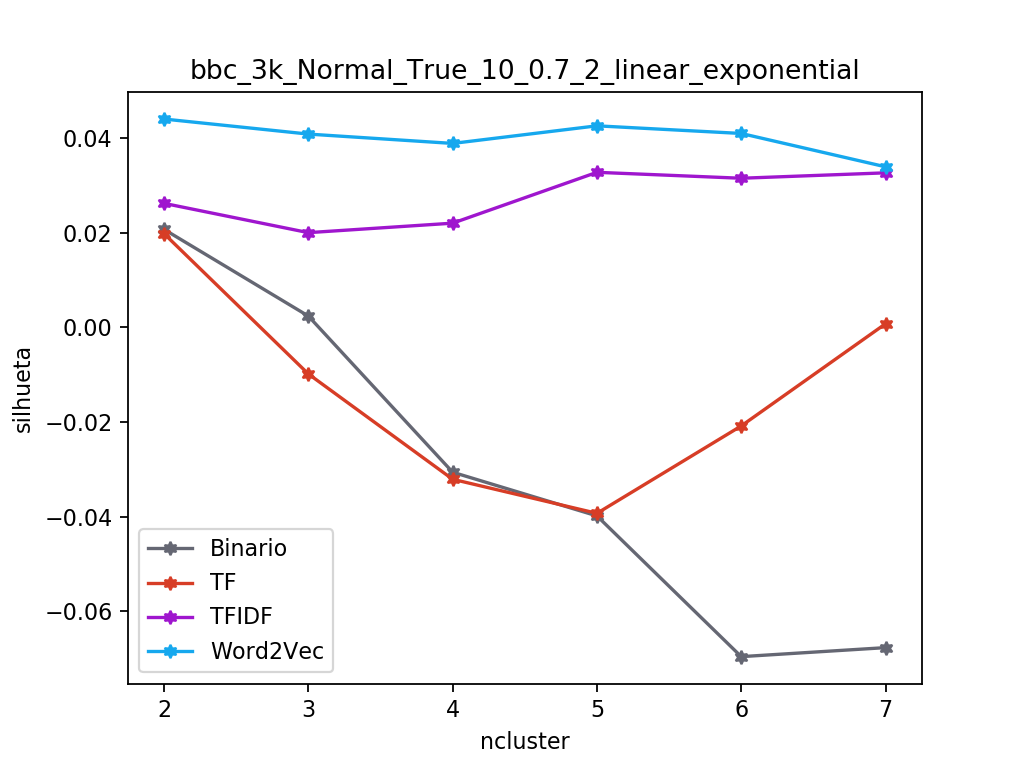 bbc_3k_Normal_True_10_0.7_2_linear_exponential
0.04
0.02
0.00
−0.02
−0.04
−0.06
silhueta
Binario
TF
TFIDF
Word2Vec
2 3 4 5 6 7
ncluster